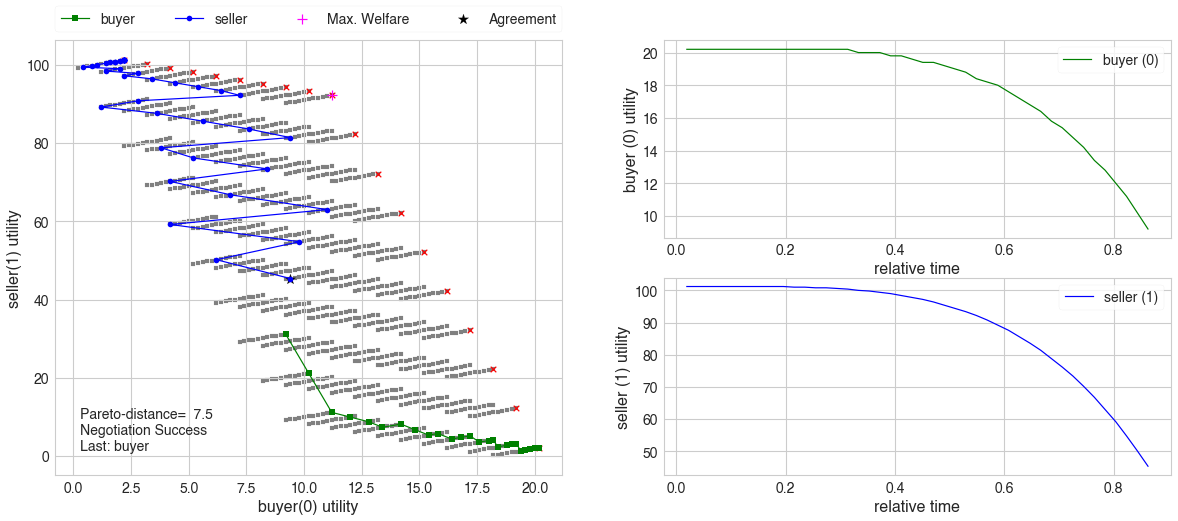 buyer seller Max. Welfare Agreement
100
80
60
40
20
0
seller(1) utility
Pareto-distance= 7.5
Negotiation Success
Last: buyer
0.0 2.5 5.0 7.5 10.0 12.5 15.0 17.5 20.0
buyer(0) utility
20
18
16
14
12
10
buyer (0) utility
buyer (0)
0.0 0.2 0.4 0.6 0.8
relative time
100
90
80
70
60
50
seller (1) utility
seller (1)
0.0 0.2 0.4 0.6 0.8
relative time